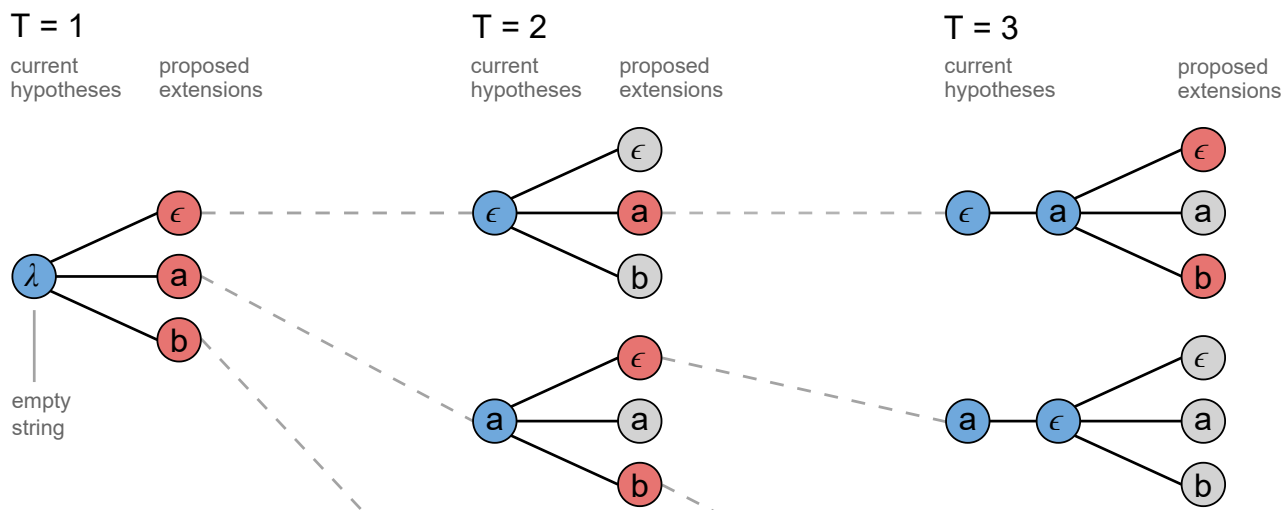 T = 1
T = 2
T = 3
current hypotheses
proposed extensions
current hypotheses
proposed extensions
current hypotheses
proposed extensions
λ
ϵ
a
b
empty string
ϵ
ϵ
a
b
a
ϵ
a
b
ϵ
a
ϵ
a
b
a
ϵ
ϵ
a
b